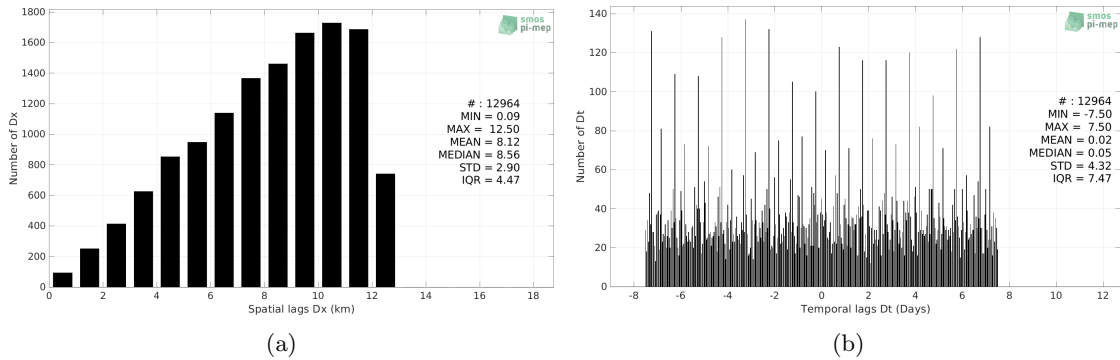 1800
1600
1400
1200
1000
800
600
400
200
0
Number of Dx
0 2 4 6 8 10 12 14 16 18
Spatial lags Dx (km)
smos
pi-mep
# : 12964
MIN = 0.09
MAX = 12.50
MEAN = 8.12
MEDIAN = 8.56
STD = 2.90
IQR = 4.47
(a)
140
120
100
80
60
40
20
0
Number of Dt
-8 -6 -4 -2 0 2 4 6 8 10 12
Temporal lags Dt (Days)
smos
pi-mep
# : 12964
MIN = -7.50
MAX = 7.50
MEAN = 0.02
MEDIAN = 0.05
STD = 4.32
IQR = 7.47
(b)